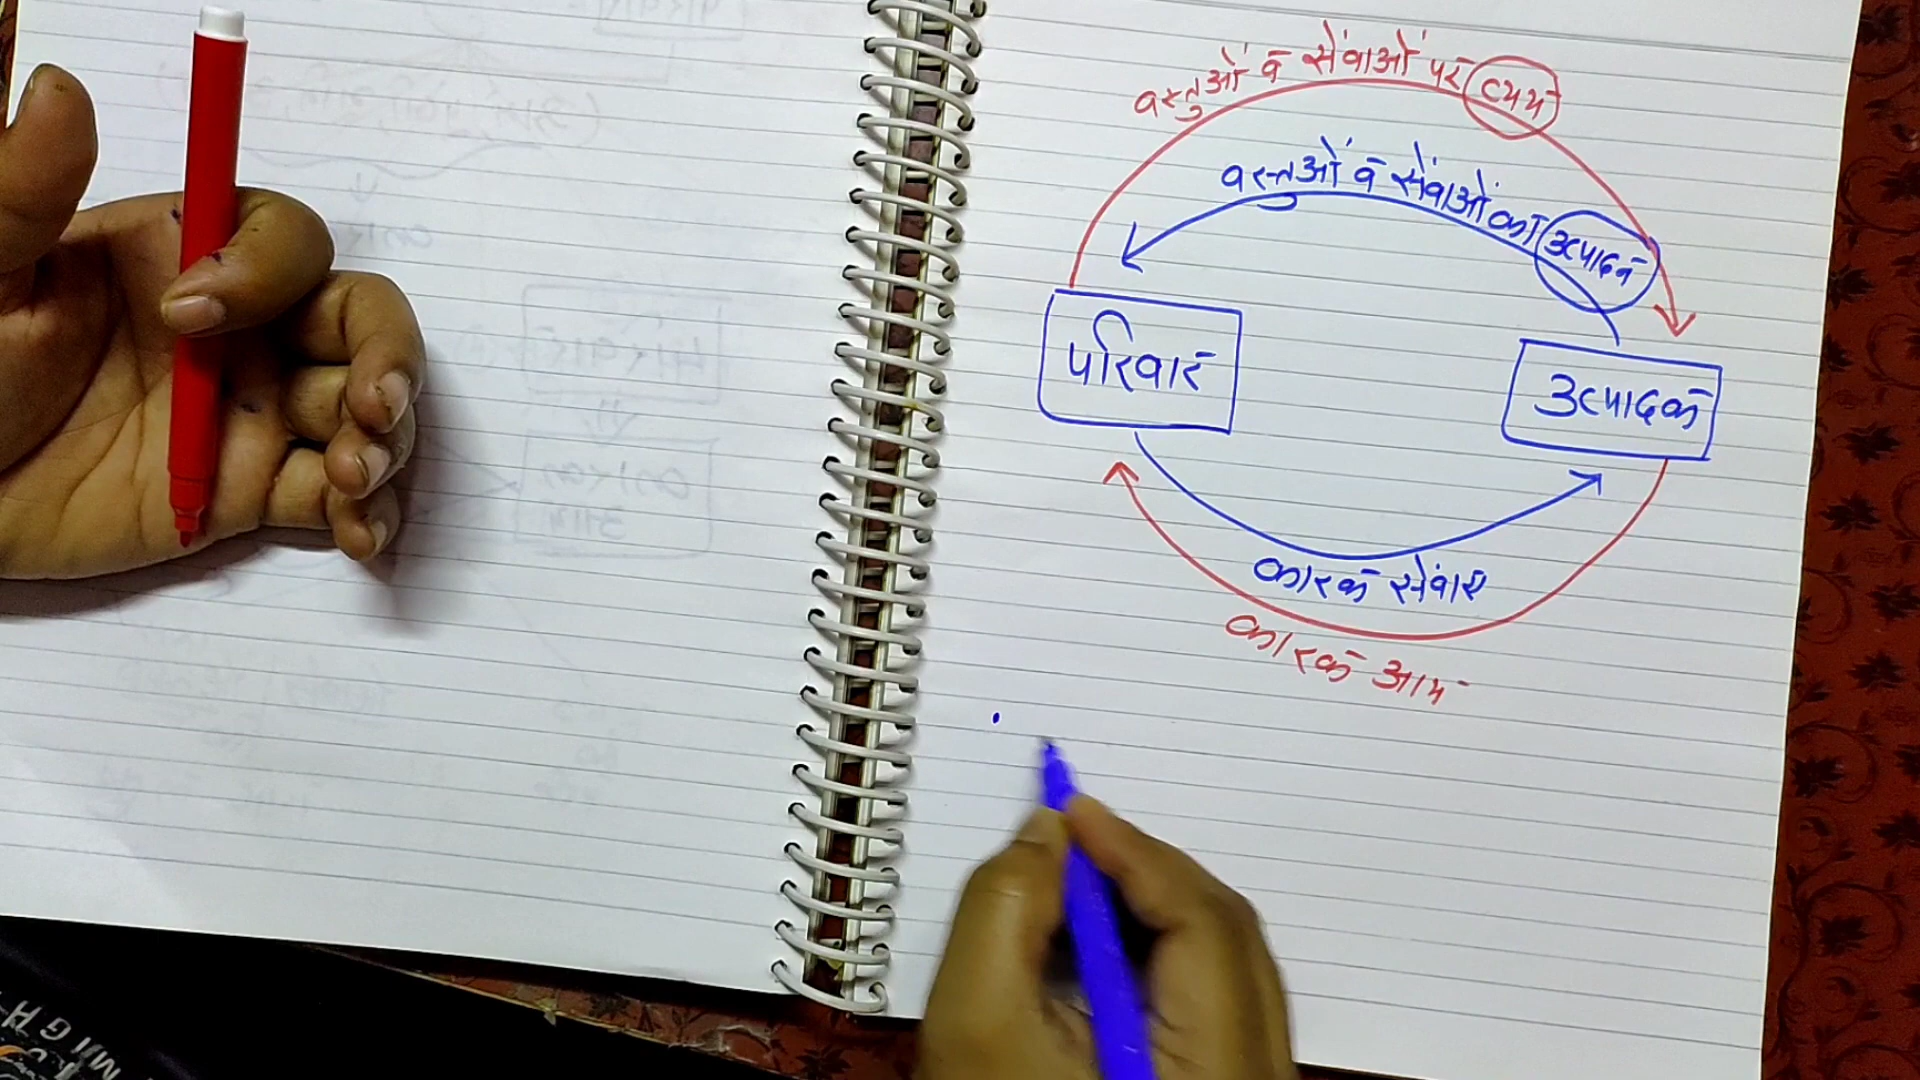 वस्तुओं व सेवाओं पर व्यय
वस्तुओं व सेवाओं का उत्पादन
परिवार
उत्पादक
कारक सेवाए
कारक आय